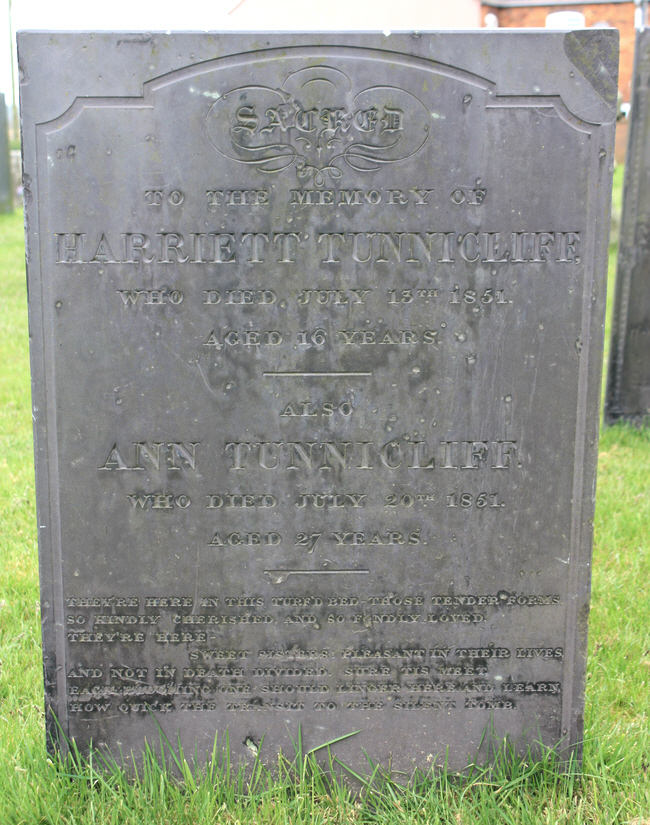 SACRED
TO THE MEMORY OF
HARRIETT TUNNICLIFF,
WHO DIED JULY 13TH 1851.
AGED 16 YEARS.
ALSO
ANN TUNNICLIFF.
WHO DIED JULY 20TH 1851.
AGED 27 YEARS.
THEY'RE HERE IN THIS TURF'D BED-THOSE TENDER FORMS
SO KINDLY CHERISHED, AND SO FONDLY LOVED.
THEY'RE HERE-
SWEET SISTERS! PLEASANT IN THEIR LIVES
AND NOT IN DEATH DIVIDED. SURE 'TIS MEET
EACH ONE SHOULD LINGER HERE AND LEARN
HOW QUICK THE TRANSIT TO THE SILENT TOMB.